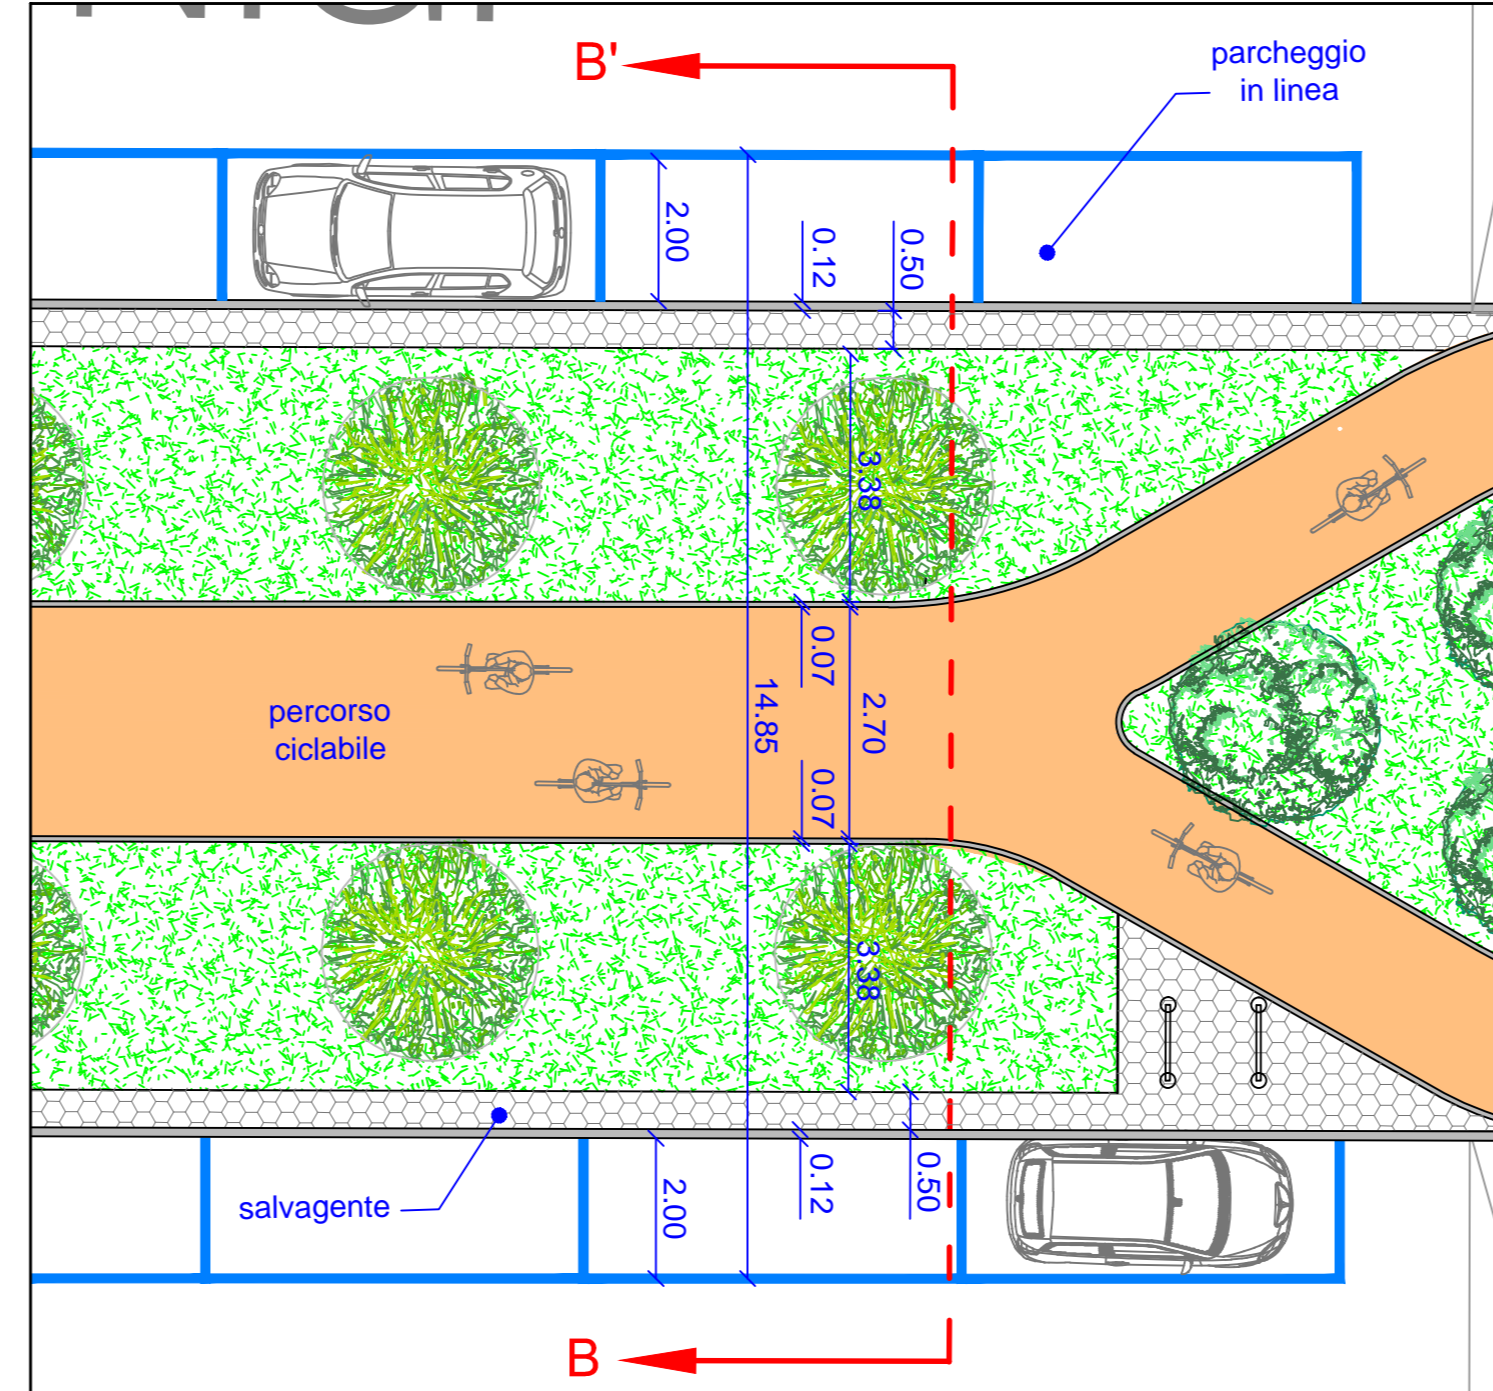 B'
parcheggio
in linea
2.00
0.12
0.50
3.38
0.07
2.70
14.85
percorso
ciclabile
0.07
3.38
salvagente
2.00
0.12
0.50
B